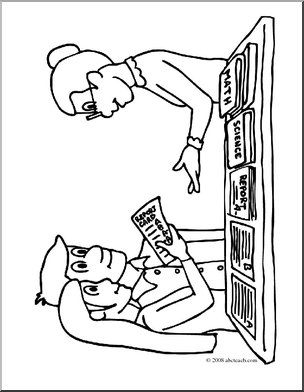 MATH
SCIENCE
REPORT
A
B
A
REPORT
CARD
© 2008 abcteach.com